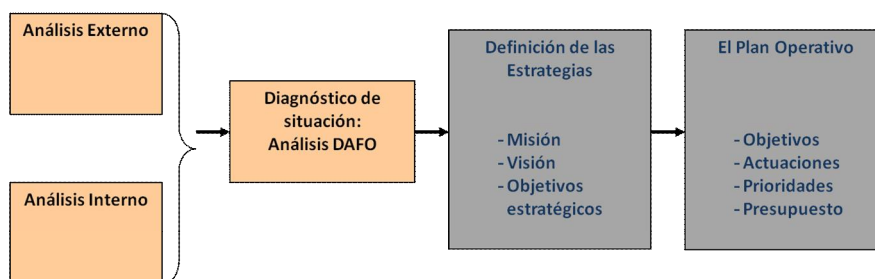 Análisis Externo
Análisis Interno
Diagnóstico de
situación:
Análisis DAFO
Definición de las
Estrategias
- Misión
- Visión
- Objetivos
estratégicos
El Plan Operativo
- Objetivos
- Actuaciones
- Prioridades
- Presupuesto